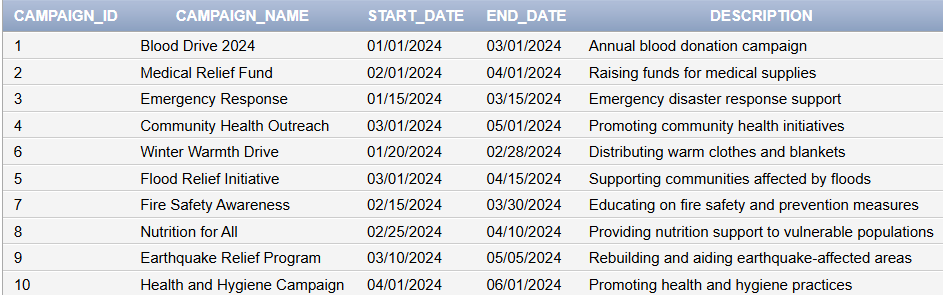 CAMPAIGN_ID CAMPAIGN_NAME START_DATE END_DATE DESCRIPTION
1 Blood Drive 2024 01/01/2024 03/01/2024 Annual blood donation campaign
2 Medical Relief Fund 02/01/2024 04/01/2024 Raising funds for medical supplies
3 Emergency Response 01/15/2024 03/15/2024 Emergency disaster response support
4 Community Health Outreach 03/01/2024 05/01/2024 Promoting community health initiatives
6 Winter Warmth Drive 01/20/2024 02/28/2024 Distributing warm clothes and blankets
5 Flood Relief Initiative 03/01/2024 04/15/2024 Supporting communities affected by floods
7 Fire Safety Awareness 02/15/2024 03/30/2024 Educating on fire safety and prevention measures
8 Nutrition for All 02/25/2024 04/10/2024 Providing nutrition support to vulnerable populations
9 Earthquake Relief Program 03/10/2024 05/05/2024 Rebuilding and aiding earthquake-affected areas
10 Health and Hygiene Campaign 04/01/2024 06/01/2024 Promoting health and hygiene practices